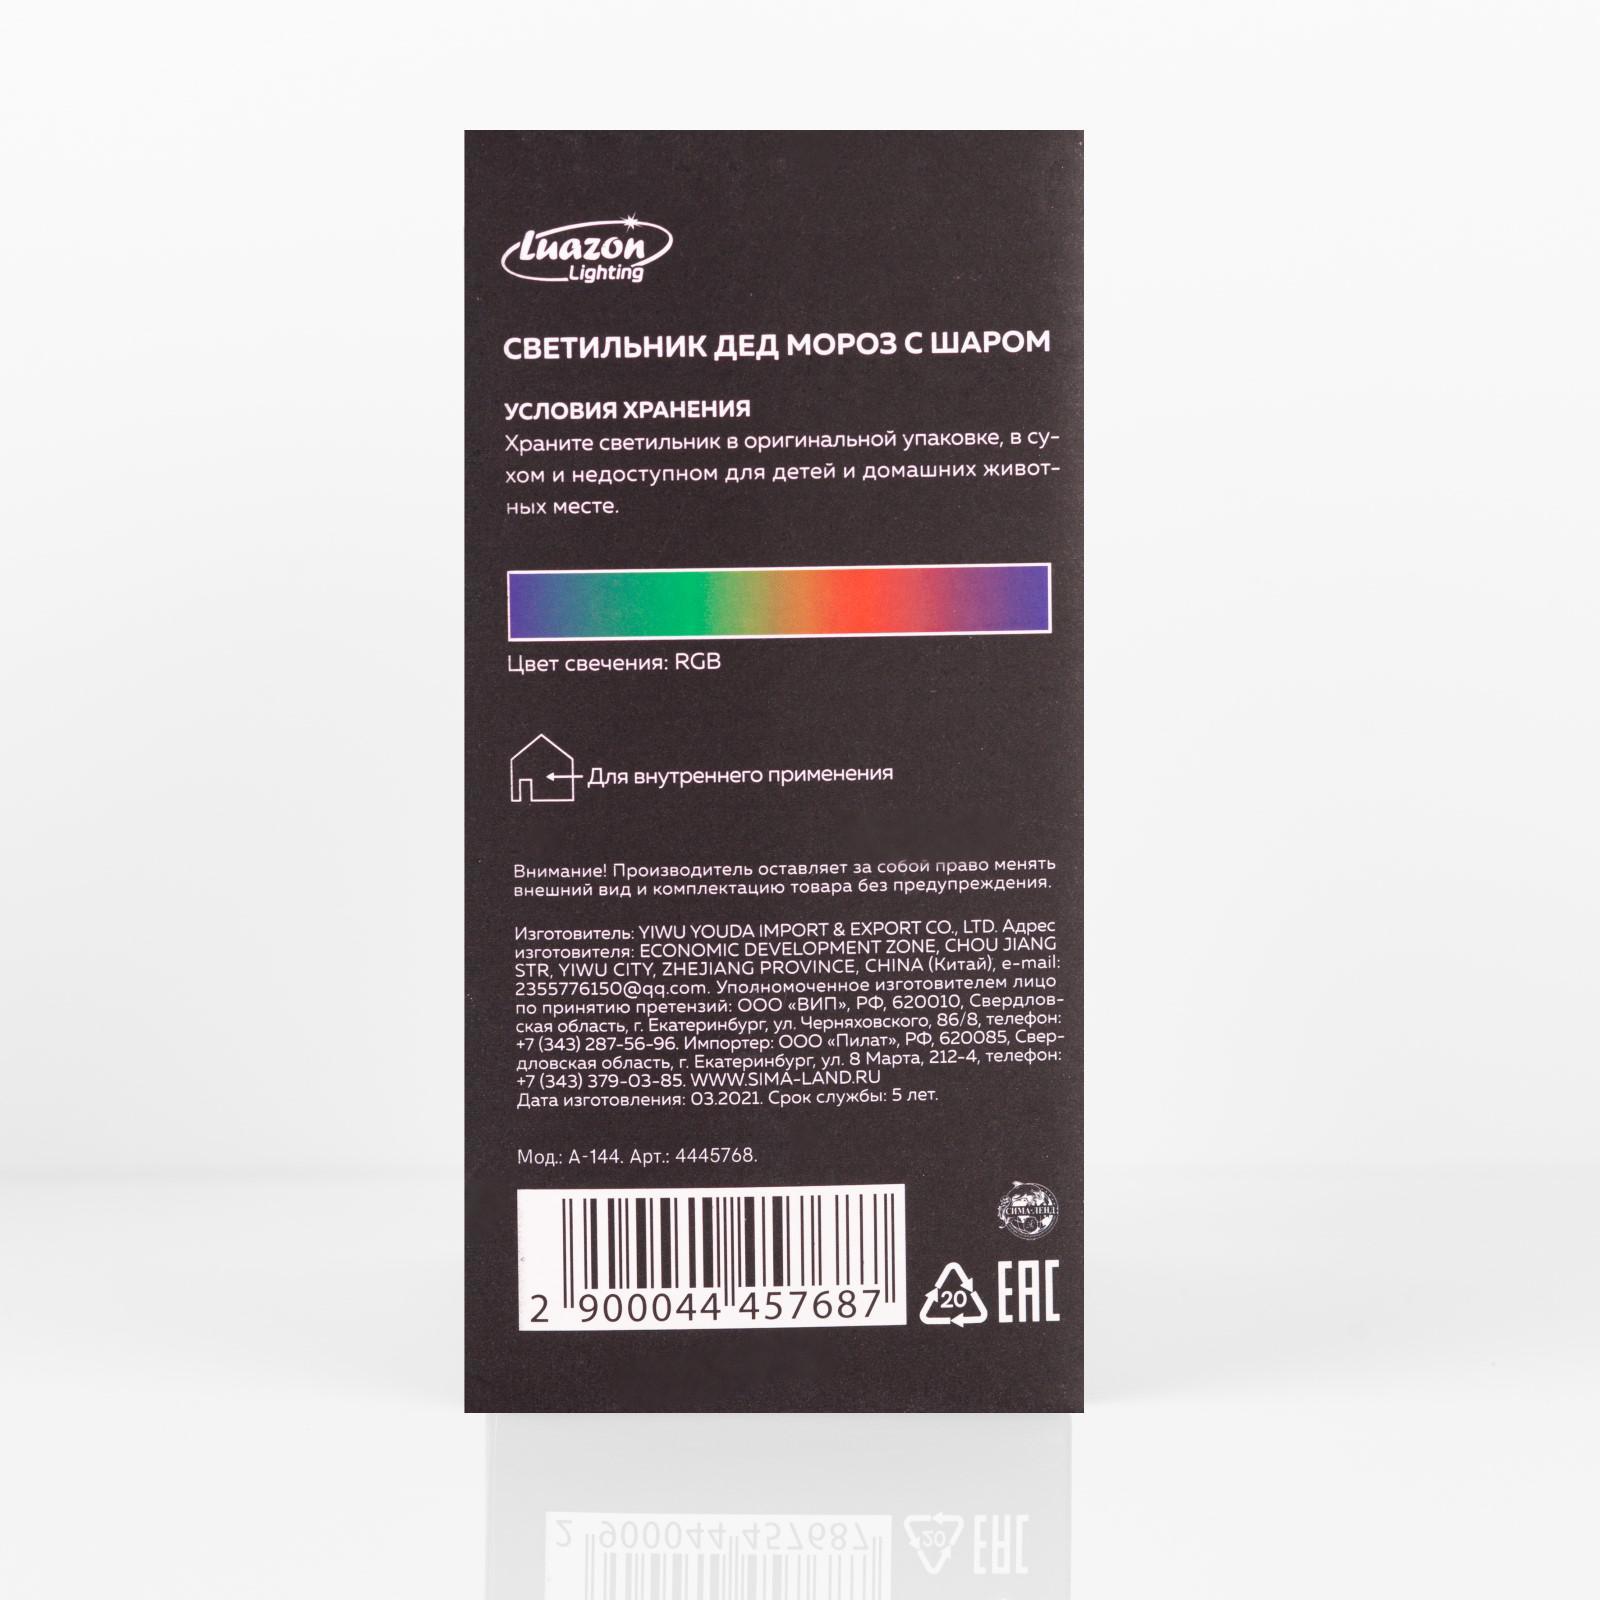 Luazon
Lighting
СВЕТИЛЬНИК ДЕД МОРОЗ С ШАРОМ
УСЛОВИЯ ХРАНЕНИЯ
Храните светильник в оригинальной упаковке, в су-
хом и недоступном для детей и домашних живот-
ных месте.
Цвет свечения: RGB
Для внутреннего применения
Внимание! Производитель оставляет за собой право менять
внешний вид и комплектацию товара без предупреждения.
Изготовитель: YIWU YOUDA IMPORT & EXPORT CO., LTD. Адрес
изготовителя: ECONOMIC DEVELOPMENT ZONE, CHOU JIANG
STR, YIWU CITY, ZHEJIANG PROVINCE, CHINA (Китай), e-mail:
2355776150@qq.com. Уполномоченное изготовителем лицо
по принятию претензий: ООО «ВИП», РФ, 620010, Свердлов-
ская область, г. Екатеринбург, ул. Черняховского, 86/8, телефон:
+7 (343) 287-56-96. Импортер: ООО «Пилат», РФ, 620085, Свер-
дловская область, г. Екатеринбург, ул. 8 Марта, 212-4, телефон:
+7 (343) 379-03-85. WWW.SIMA-LAND.RU
Дата изготовления: 03.2021. Срок службы: 5 лет.
Мод.: А-144. Арт.: 4445768.
СИМА-ЛЕНД
2 900044 457687
20
EAC